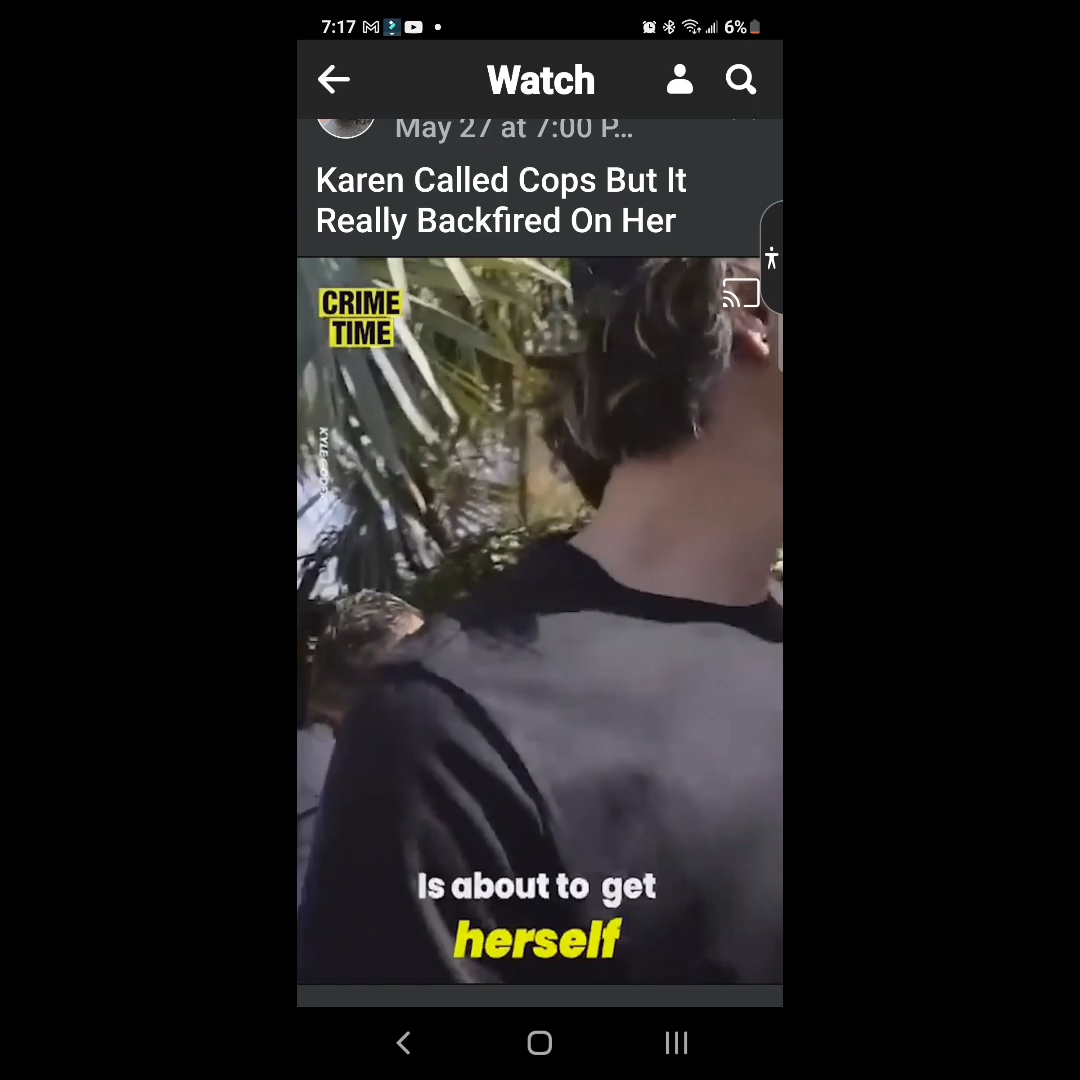 7:17
6%
Watch
May 27 at 7:00 P...
Karen Called Cops But It
Really Backfired On Her
CRIME
TIME
Is about to get
herself